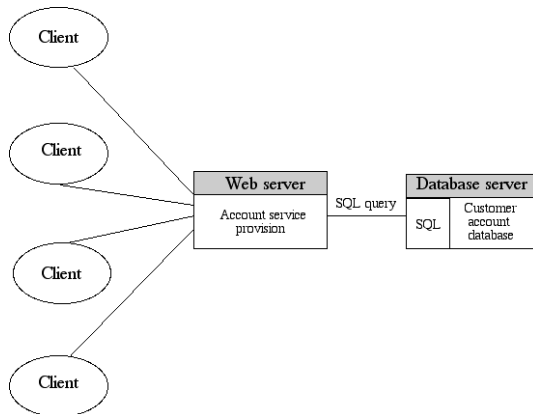 Client
Client
Web server
Account service
provision
SQL query
Database server
SQL
Customer
account
database
Client
Client